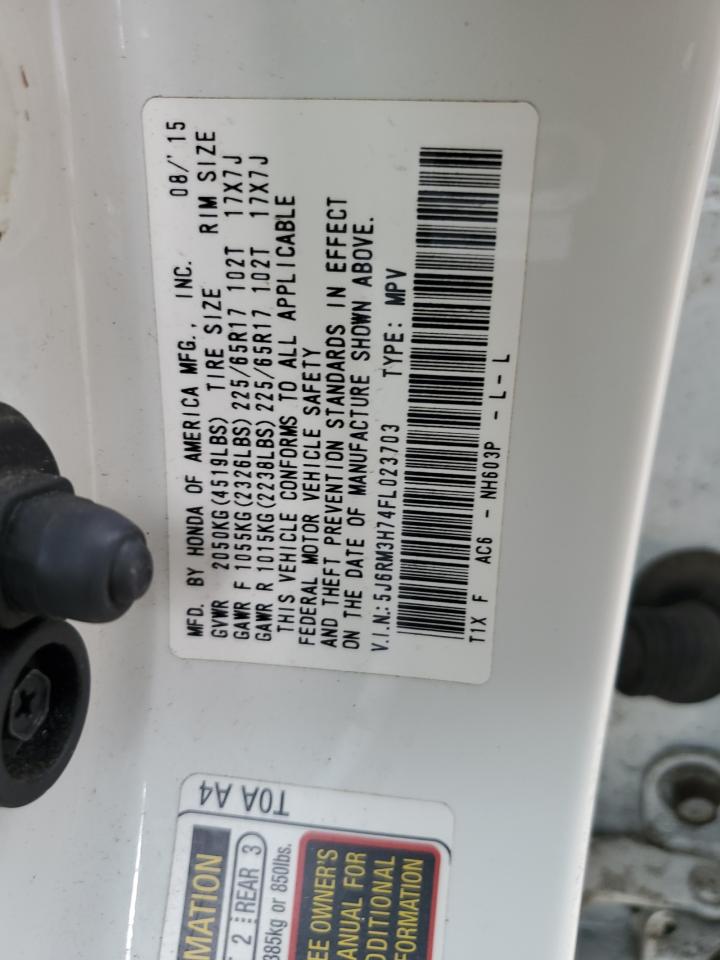 MFD. BY HONDA OF AMERICA MFG., INC. 08/'15
GVWR 2050KG(4519LBS) TIRE SIZE RIM SIZE
GAWR F 1055KG(2326LBS) 225/65R17 102T 17X7J
GAWR R 1015KG(2238LBS) 225/65R17 102T 17X7J
THIS VEHICLE CONFORMS TO ALL APPLICABLE
FEDERAL MOTOR VEHICLE SAFETY
AND THEFT PREVENTION STANDARDS IN EFFECT
ON THE DATE OF MANUFACTURE SHOWN ABOVE.
V.I.N.: 5J6RM3H74FL023703 TYPE: MPV
T1X F AC6 - NH603P - L-L
T0A A4
MATION
2 REAR 3
385kg or 850lbs.
EE OWNER'S
ANUAL FOR
DDITIONAL
FORMATION